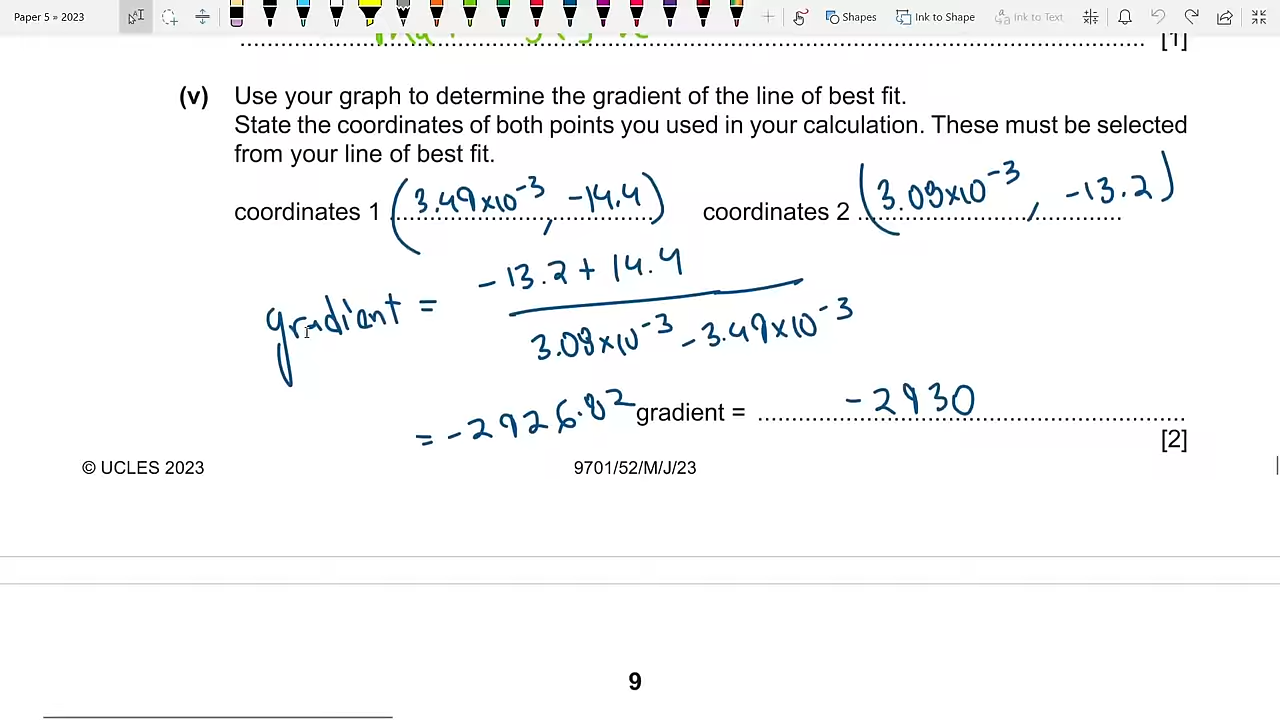 Paper 5 » 2023
Shapes
Ink to Shape
Ink to Text
[1]
(v) Use your graph to determine the gradient of the line of best fit.
State the coordinates of both points you used in your calculation. These must be selected
from your line of best fit.
coordinates 1 (3.49×10⁻³, -14.4) coordinates 2 (3.08×10⁻³, -13.2)
-13.2 + 14.4
gradient =
3.08×10⁻³ - 3.49×10⁻³
= -2926.82 gradient = -2930
[2]
© UCLES 2023 9701/52/M/J/23
9